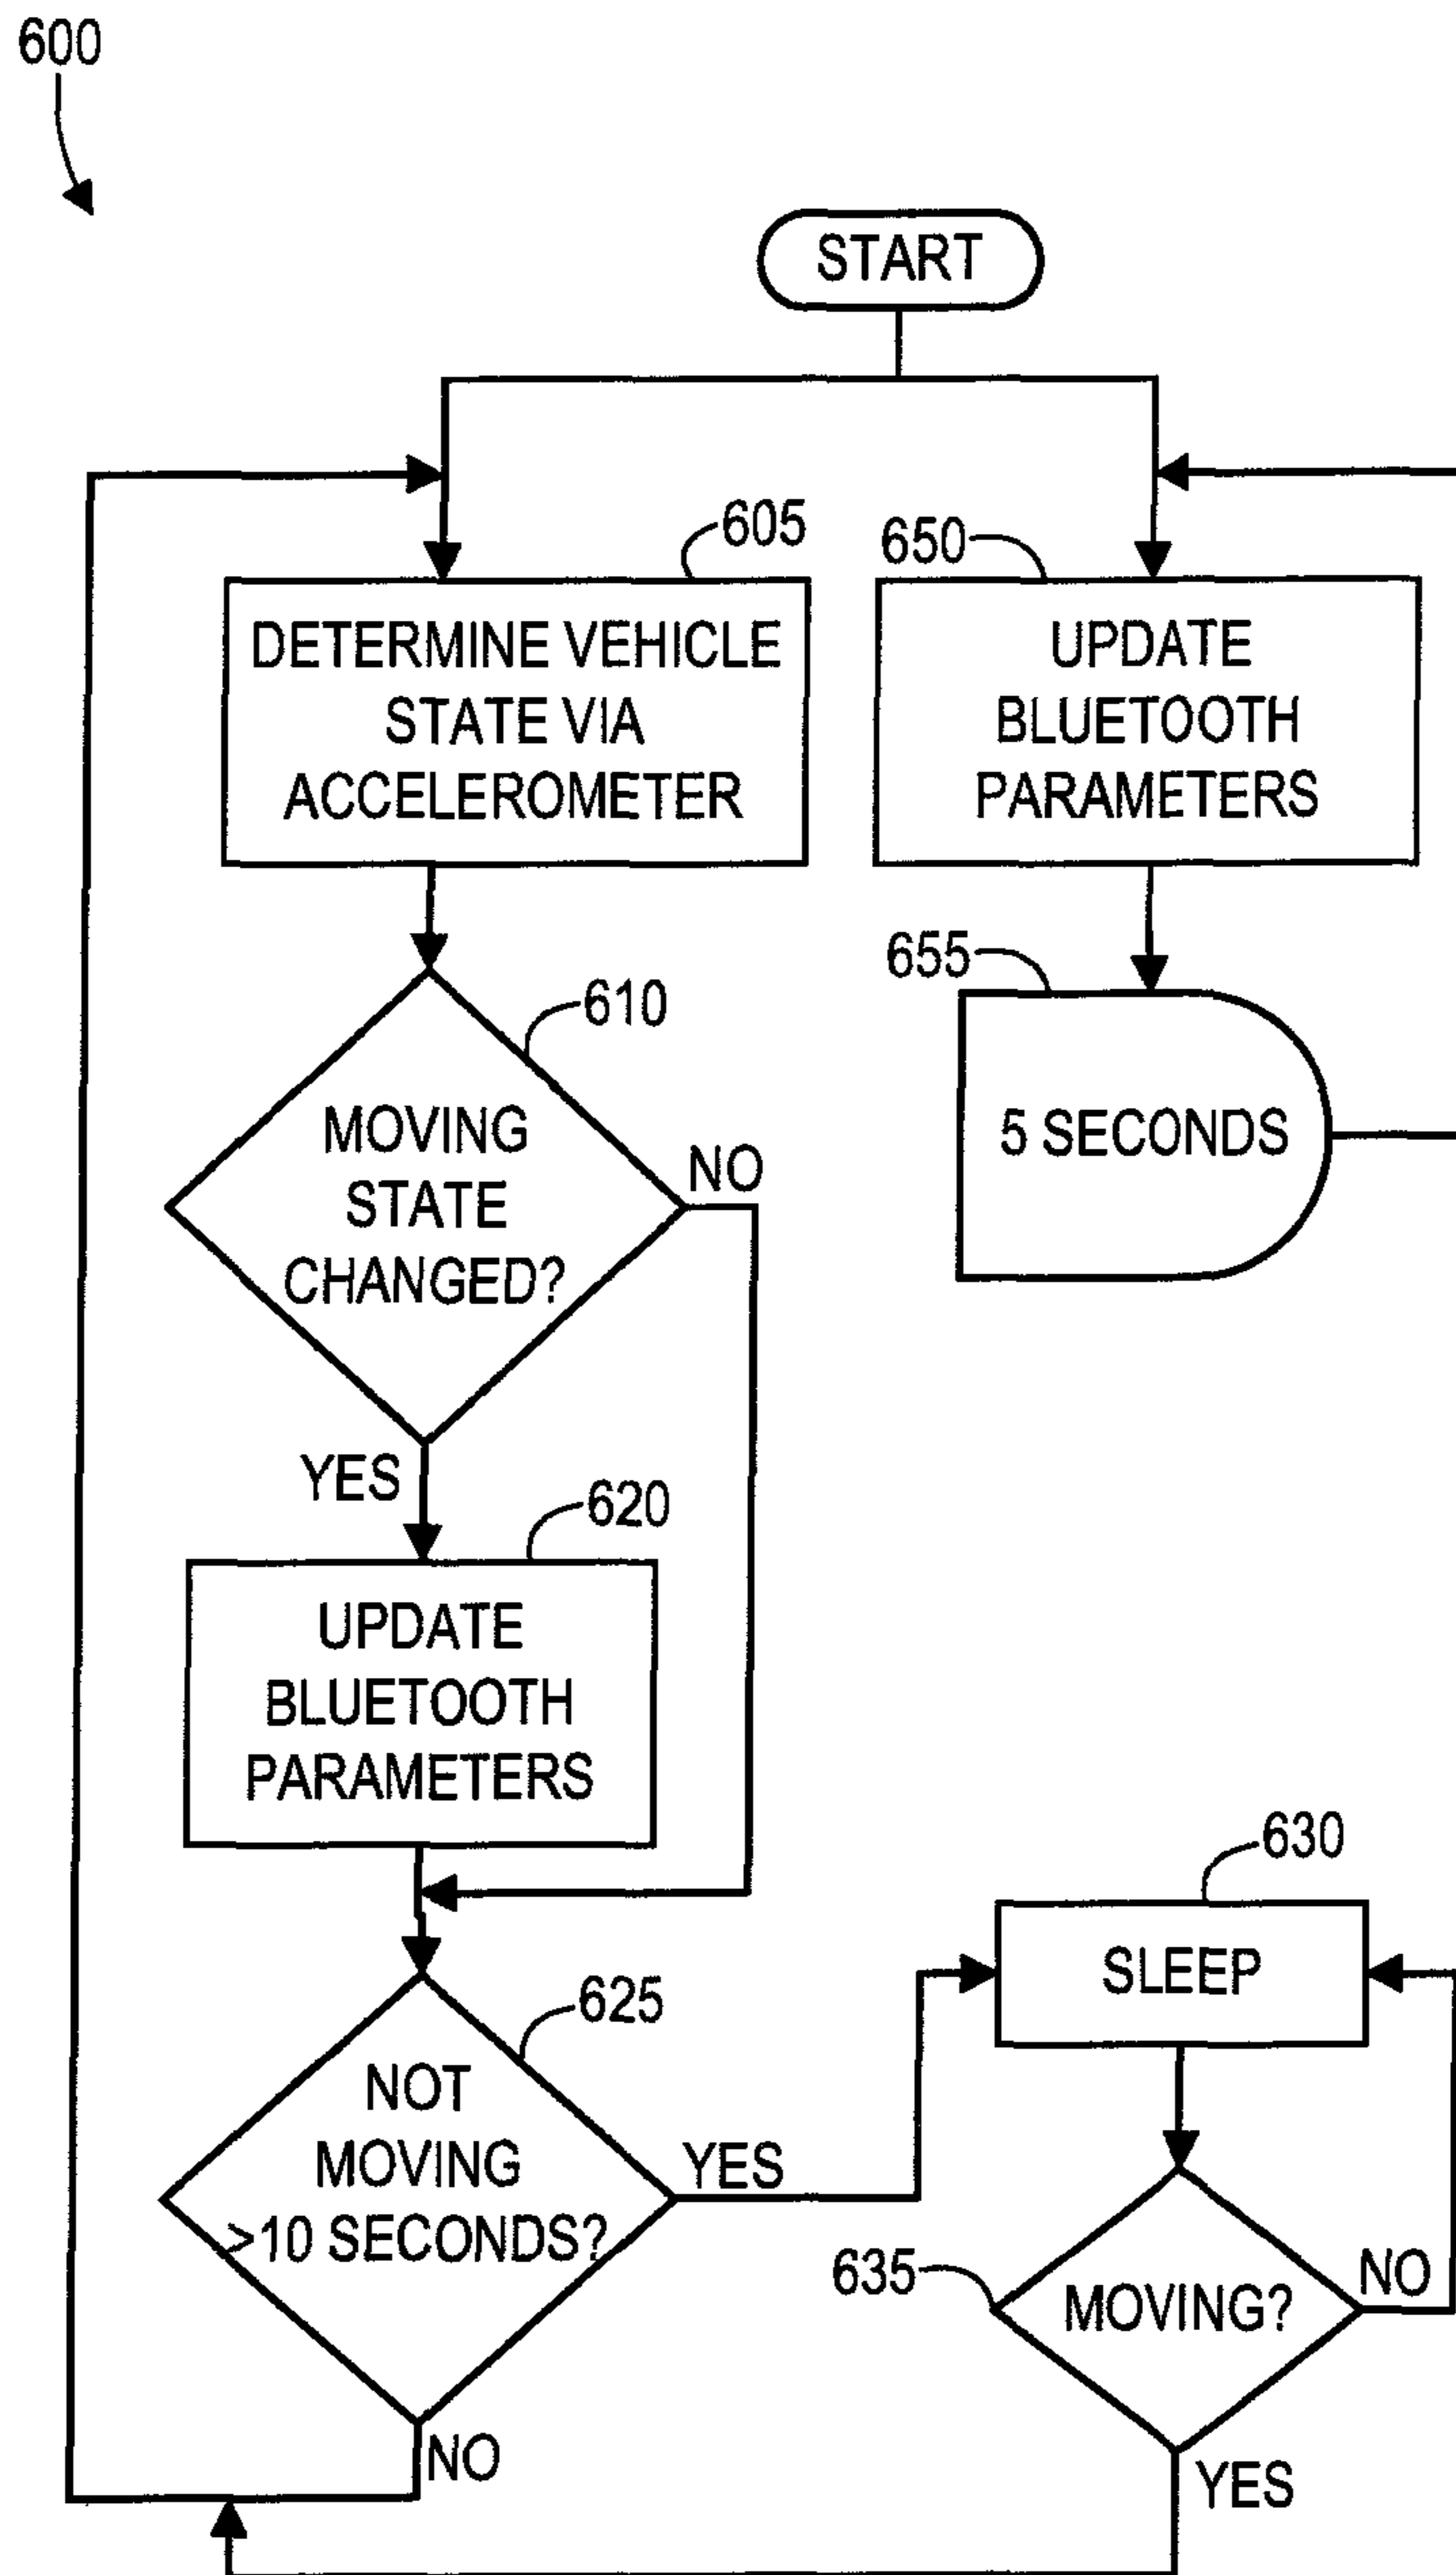 600
START
605
DETERMINE VEHICLE
STATE VIA
ACCELEROMETER
650
UPDATE
BLUETOOTH
PARAMETERS
655
5 SECONDS
610
MOVING
STATE
CHANGED?
NO
YES
620
UPDATE
BLUETOOTH
PARAMETERS
625
NOT
MOVING
>10 SECONDS?
YES
NO
630
SLEEP
635
MOVING?
NO
YES